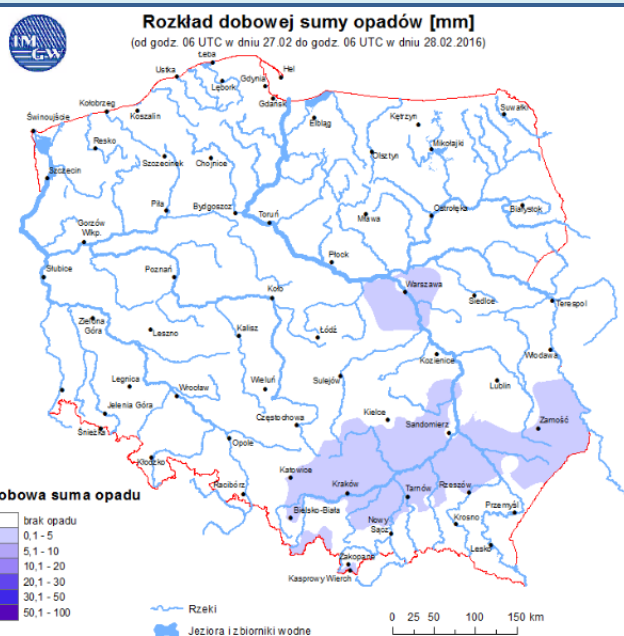 IM
GW
Rozkład dobowej sumy opadów [mm]
(od godz. 06 UTC w dniu 27.02 do godz. 06 UTC w dniu 28.02.2016)
Łeba
Hel
Ustka
Lębork
Gdynia
Gdańsk
Kołobrzeg
Koszalin
Świnoujście
Elbląg
Kętrzyn
Suwałki
Resko
Szczecinek
Chojnice
Olsztyn
Mikołajki
Szczecin
Piła
Bydgoszcz
Toruń
Mława
Ostrołęka
Białystok
Gorzów
Wlkp.
Płock
Słubice
Poznań
Koło
Warszawa
Siedlce
Terespol
Zielona
Góra
Leszno
Kalisz
Łódź
Kozienice
Włodawa
Legnica
Wrocław
Wieluń
Sulejów
Lublin
Jelenia Góra
Częstochowa
Kielce
Sandomierz
Zamość
Śnieżka
Opole
Kłodzko
Racibórz
Katowice
Kraków
Tarnów
Rzeszów
Przemyśl
Bielsko-Biała
Nowy
Sącz
Krosno
Lesko
Zakopane
Kasprowy Wierch
obowa suma opadu
brak opadu
0,1 - 5
5,1 - 10
10,1 - 20
20,1 - 30
30,1 - 50
50,1 - 100
Rzeki
Jeziora i zbiorniki wodne
0 25 50 100 150 km